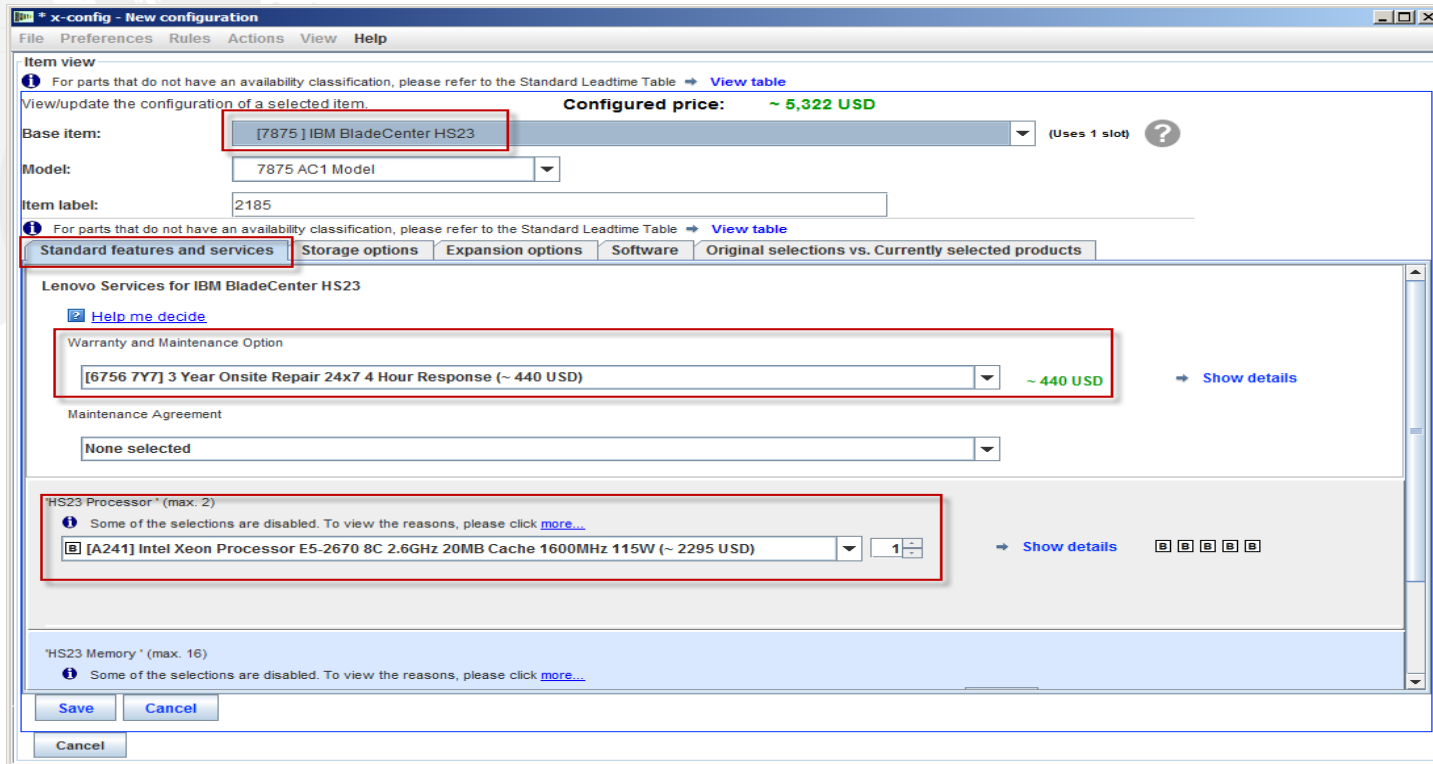 * x-config - New configuration
File Preferences Rules Actions View Help
Item view
For parts that do not have an availability classification, please refer to the Standard Leadtime Table View table
View/update the configuration of a selected item. Configured price: ~ 5,322 USD
Base item: [7875 ] IBM BladeCenter HS23 (Uses 1 slot) ?
Model: 7875 AC1 Model
Item label: 2185
For parts that do not have an availability classification, please refer to the Standard Leadtime Table View table
Standard features and services Storage options Expansion options Software Original selections vs. Currently selected products
Lenovo Services for IBM BladeCenter HS23
? Help me decide
Warranty and Maintenance Option
[6756 7Y7] 3 Year Onsite Repair 24x7 4 Hour Response (~ 440 USD) ~ 440 USD Show details
Maintenance Agreement
None selected
'HS23 Processor ' (max. 2)
Some of the selections are disabled. To view the reasons, please click more...
B [A241] Intel Xeon Processor E5-2670 8C 2.6GHz 20MB Cache 1600MHz 115W (~ 2295 USD) 1 Show details B B B B B
'HS23 Memory ' (max. 16)
Some of the selections are disabled. To view the reasons, please click more...
Save Cancel
Cancel